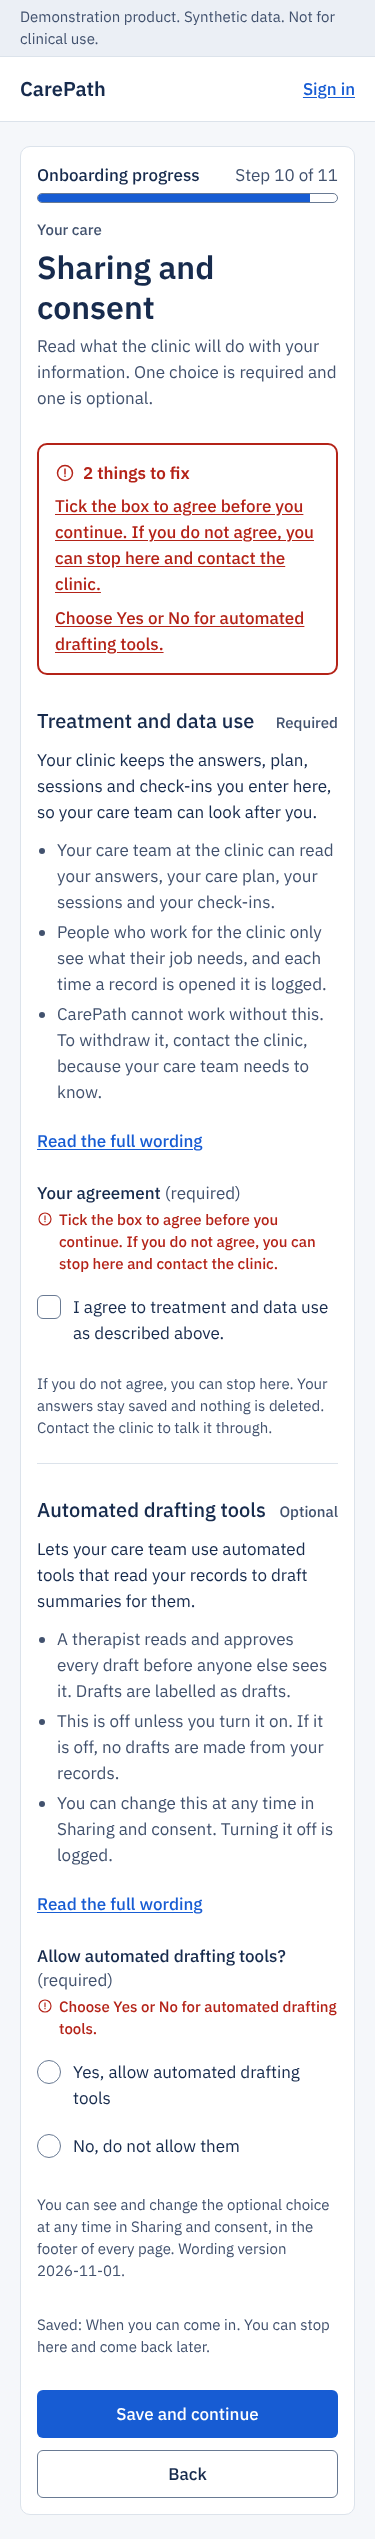 Demonstration product. Synthetic data. Not for
clinical use.
CarePath
Sign in
Onboarding progress
Step 10 of 11
Your care
Sharing and
consent
Read what the clinic will do with your
information. One choice is required and
one is optional.
2 things to fix
Tick the box to agree before you
continue. If you do not agree, you
can stop here and contact the
clinic.
Choose Yes or No for automated
drafting tools.
Treatment and data use
Required
Your clinic keeps the answers, plan,
sessions and check-ins you enter here,
so your care team can look after you.
• Your care team at the clinic can read
your answers, your care plan, your
sessions and your check-ins.
• People who work for the clinic only
see what their job needs, and each
time a record is opened it is logged.
• CarePath cannot work without this.
To withdraw it, contact the clinic,
because your care team needs to
know.
Read the full wording
Your agreement (required)
Tick the box to agree before you
continue. If you do not agree, you can
stop here and contact the clinic.
I agree to treatment and data use
as described above.
If you do not agree, you can stop here. Your
answers stay saved and nothing is deleted.
Contact the clinic to talk it through.
Automated drafting tools
Optional
Lets your care team use automated
tools that read your records to draft
summaries for them.
• A therapist reads and approves
every draft before anyone else sees
it. Drafts are labelled as drafts.
• This is off unless you turn it on. If it
is off, no drafts are made from your
records.
• You can change this at any time in
Sharing and consent. Turning it off is
logged.
Read the full wording
Allow automated drafting tools?
(required)
Choose Yes or No for automated drafting
tools.
Yes, allow automated drafting
tools
No, do not allow them
You can see and change the optional choice
at any time in Sharing and consent, in the
footer of every page. Wording version
2026-11-01.
Saved: When you can come in. You can stop
here and come back later.
Save and continue
Back